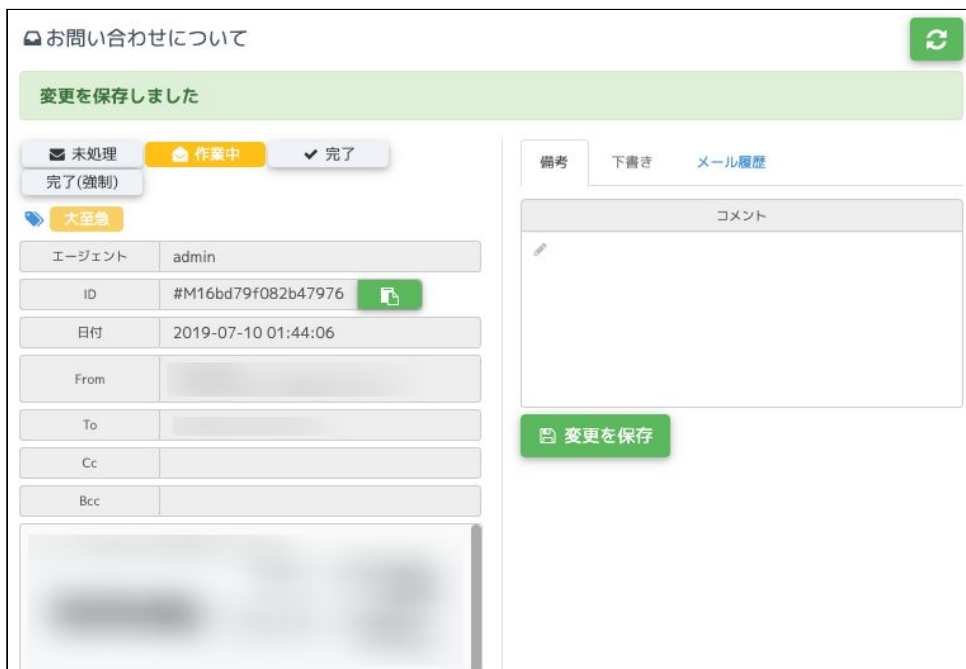 お問い合わせについて
変更を保存しました
未処理 作業中 完了
完了(強制)
大至急
エージェント admin
ID #M16bd79f082b47976
日付 2019-07-10 01:44:06
From
To
Cc
Bcc
備考 下書き メール履歴
コメント
変更を保存